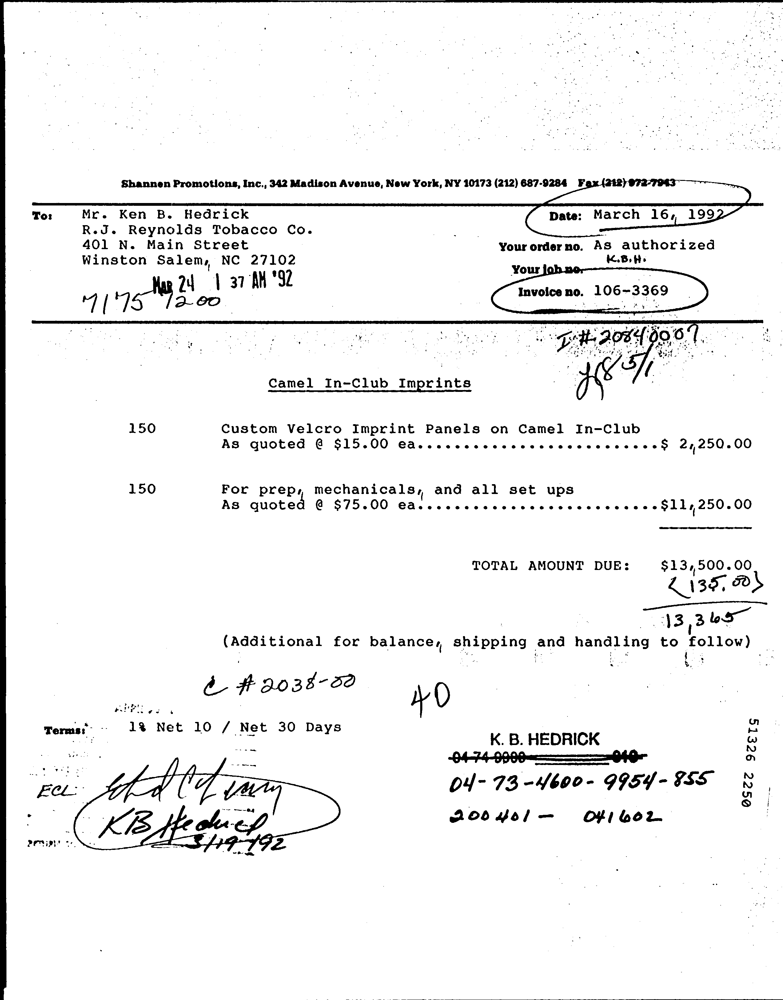 Shannon Promotions, Inc., 342 Madison Avenue, New York, NY 10173 (212) 687-9284 Fax (212) 972-7943
To: Mr. Ken B. Hedrick
R.J. Reynolds Tobacco Co.
401 N. Main Street
Winston Salem, NC 27102
Date: March 16, 1992
Your order no. As authorized
K.B.H.
Your job no.
Invoice no. 106-3369
MAR 24 1 37 AM '92
7175 7200
I # 20840007
5/1
Camel In-Club Imprints
150 Custom Velcro Imprint Panels on Camel In-Club
As quoted @ $15.00 ea..........................$ 2,250.00
150 For prep, mechanicals, and all set ups
As quoted @ $75.00 ea..........................$11,250.00
TOTAL AMOUNT DUE: $13,500.00
<135.00>
13,365
(Additional for balance, shipping and handling to follow)
C # 2038-00
40
Terms: 1% Net 10 / Net 30 Days
K. B. HEDRICK
04-73-4600-9954-855
200401 - 041602
ECL
KB Hedrick
3/19/92
51326 2250